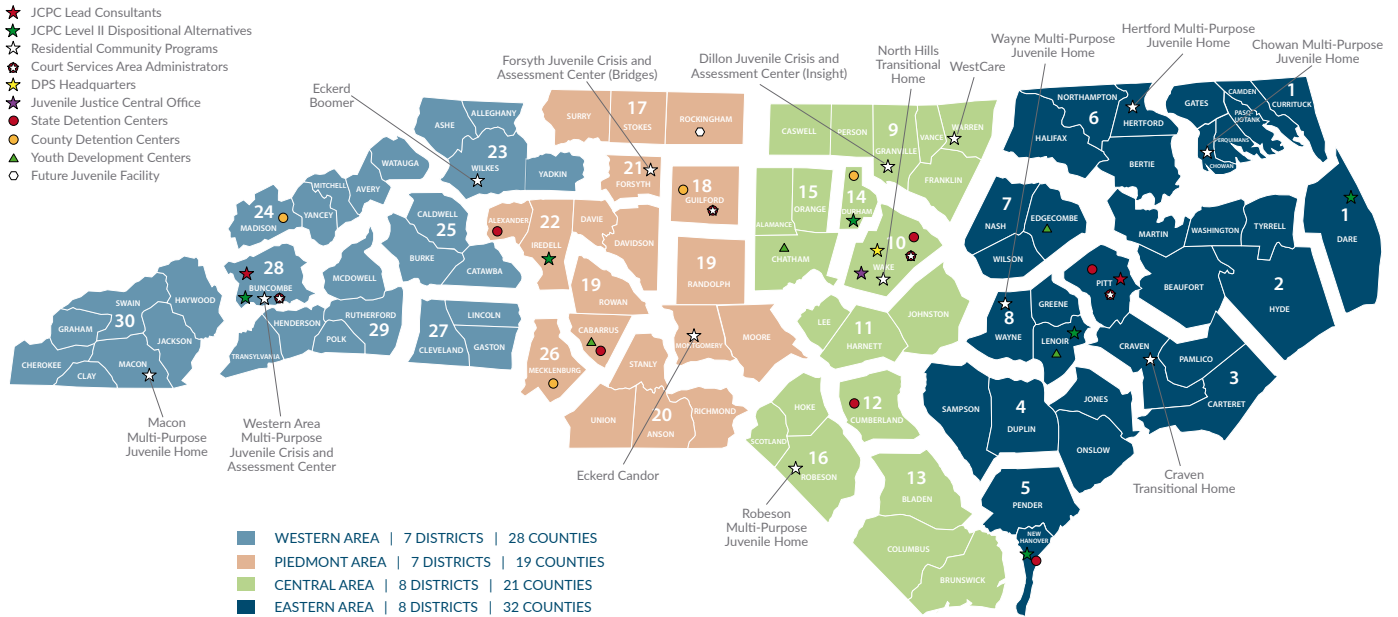 JCPC Lead Consultants
JCPC Level II Dispositional Alternatives
Residential Community Programs
Court Services Area Administrators
DPS Headquarters
Juvenile Justice Central Office
State Detention Centers
County Detention Centers
Youth Development Centers
Future Juvenile Facility
Eckerd
Boomer
Forsyth Juvenile Crisis and
Assessment Center (Bridges)
Dillon Juvenile Crisis and
Assessment Center (Insight)
North Hills
Transitional
Home
WestCare
Wayne Multi-Purpose
Juvenile Home
Hertford Multi-Purpose
Juvenile Home
Chowan Multi-Purpose
Juvenile Home
ASHE
ALLEGHANY
23
WILKES
YADKIN
WATAUGA
MITCHELL
AVERY
YANCEY
24
MADISON
CALDWELL
25
BURKE
CATAWBA
28
BUNCOMBE
MCDOWELL
HAYWOOD
SWAIN
30
GRAHAM
JACKSON
CHEROKEE
CLAY
MACON
HENDERSON
TRANSYLVANIA
RUTHERFORD
29
POLK
27
CLEVELAND
LINCOLN
GASTON
SURRY
17
STOKES
ROCKINGHAM
21
FORSYTH
18
GUILFORD
ALEXANDER
22
IREDELL
DAVIE
DAVIDSON
19
ROWAN
19
RANDOLPH
CABARRUS
26
MECKLENBURG
MONTGOMERY
MOORE
STANLY
UNION
20
ANSON
RICHMOND
CASWELL
PERSON
9
GRANVILLE
VANCE
WARREN
FRANKLIN
15
ORANGE
ALAMANCE
CHATHAM
14
DURHAM
10
WAKE
LEE
11
HARNETT
JOHNSTON
HOKE
SCOTLAND
16
ROBESON
12
CUMBERLAND
13
BLADEN
COLUMBUS
BRUNSWICK
NORTHAMPTON
6
HALIFAX
HERTFORD
BERTIE
GATES
CAMDEN
1
CURRITUCK
PASQ-
UOTANK
PERQUIMANS
CHOWAN
7
NASH
EDGECOMBE
WILSON
MARTIN
WASHINGTON
TYRRELL
1
DARE
PITT
BEAUFORT
2
HYDE
GREENE
8
WAYNE
LENOIR
CRAVEN
PAMLICO
3
CARTERET
SAMPSON
4
DUPLIN
JONES
ONSLOW
5
PENDER
NEW
HANOVER
Macon
Multi-Purpose
Juvenile Home
Western Area
Multi-Purpose
Juvenile Crisis and
Assessment Center
Eckerd Candor
Robeson
Multi-Purpose
Juvenile Home
Craven
Transitional Home
WESTERN AREA | 7 DISTRICTS | 28 COUNTIES
PIEDMONT AREA | 7 DISTRICTS | 19 COUNTIES
CENTRAL AREA | 8 DISTRICTS | 21 COUNTIES
EASTERN AREA | 8 DISTRICTS | 32 COUNTIES